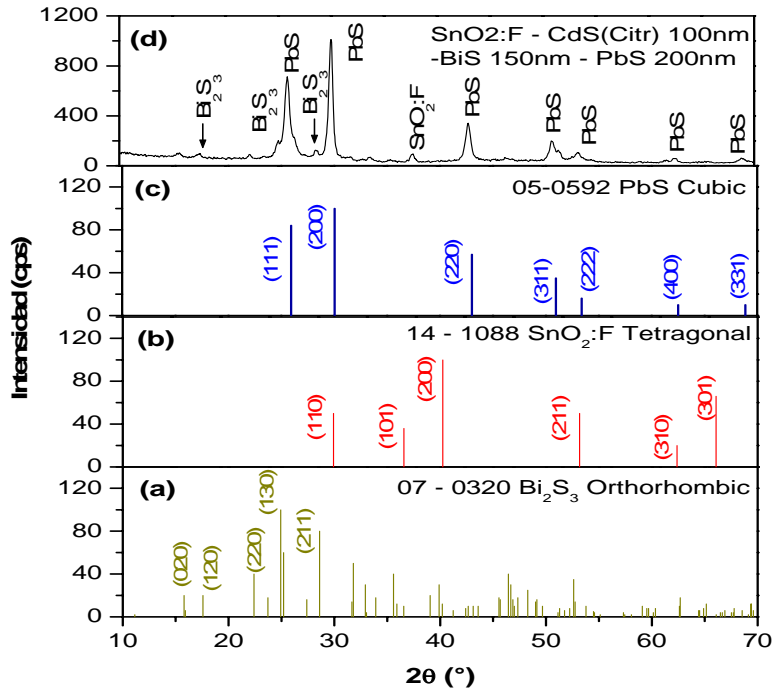 Intensidad (cps)
1200
800
400
0
(d)
SnO2:F - CdS(Citr) 100nm
-BiS 150nm - PbS 200nm
Bi₂S₃
Bi₂S₃
PbS
Bi₂S₃
PbS
SnO₂:F
PbS
PbS
PbS
PbS
PbS
120
80
40
0
(c)
05-0592 PbS Cubic
(111)
(200)
(220)
(311)
(222)
(400)
(331)
120
80
40
0
(b)
14 - 1088 SnO₂:F Tetragonal
(110)
(101)
(200)
(211)
(310)
(301)
120
80
40
0
(a)
07 - 0320 Bi₂S₃ Orthorhombic
(020)
(120)
(220)
(130)
(211)
10
20
30
40
50
60
70
2θ (°)